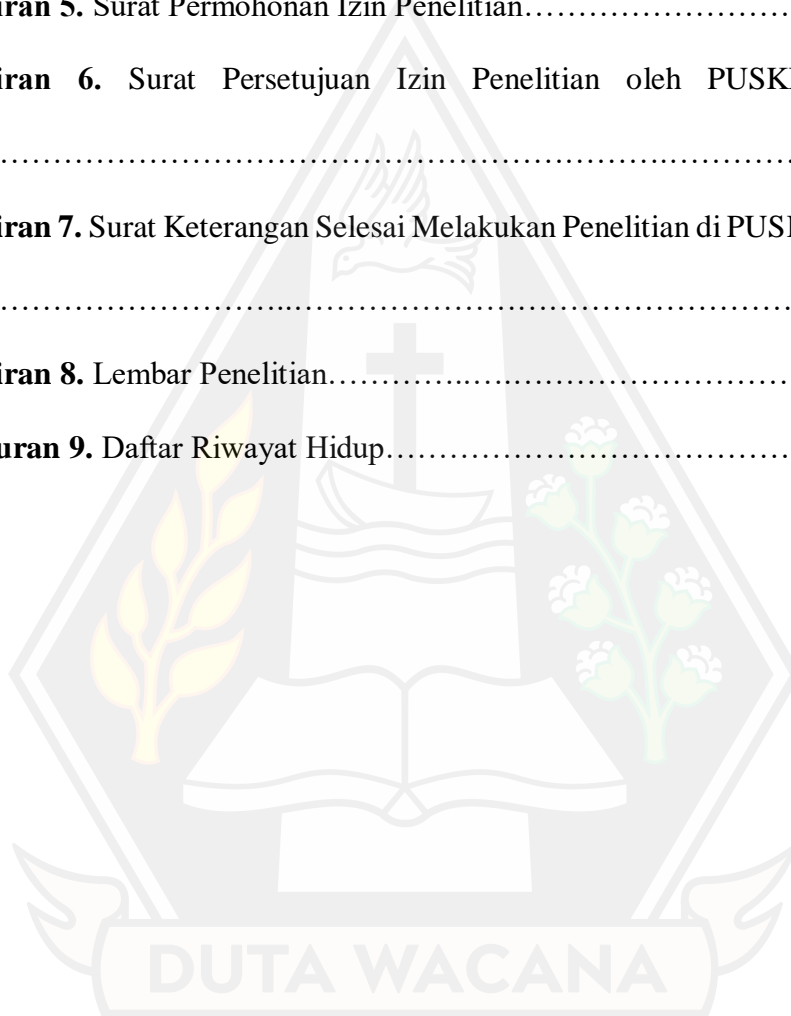 iran 5. Surat Permohonan Izin Penelitian……………………………
iran 6. Surat Persetujuan Izin Penelitian oleh PUSK
……………………………………………………….…………….
iran 7. Surat Keterangan Selesai Melakukan Penelitian di PUS
………………………..…………………….……………………….
iran 8. Lembar Penelitian…………..…..……………………………
uran 9. Daftar Riwayat Hidup………………………………………
DUTA WACANA